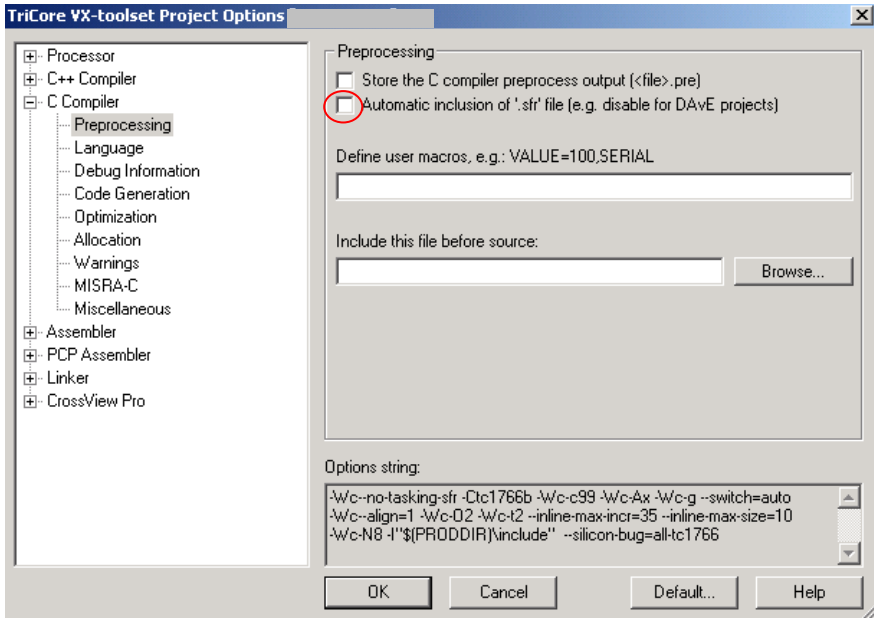 TriCore VX-toolset Project Options
Processor
C++ Compiler
C Compiler
Preprocessing
Language
Debug Information
Code Generation
Optimization
Allocation
Warnings
MISRA-C
Miscellaneous
Assembler
PCP Assembler
Linker
CrossView Pro
Preprocessing
Store the C compiler preprocess output (<file>.pre)
Automatic inclusion of '.sfr' file (e.g. disable for DAvE projects)
Define user macros, e.g.: VALUE=100,SERIAL
Include this file before source:
Browse...
Options string:
-Wc--no-tasking-sfr -Ctc1766b -Wc-c99 -Wc-Ax -Wc-g --switch=auto
-Wc--align=1 -Wc-O2 -Wc-t2 --inline-max-incr=35 --inline-max-size=10
-Wc-N8 -I"$(PRODDIR)\include" --silicon-bug=all-tc1766
OK
Cancel
Default...
Help